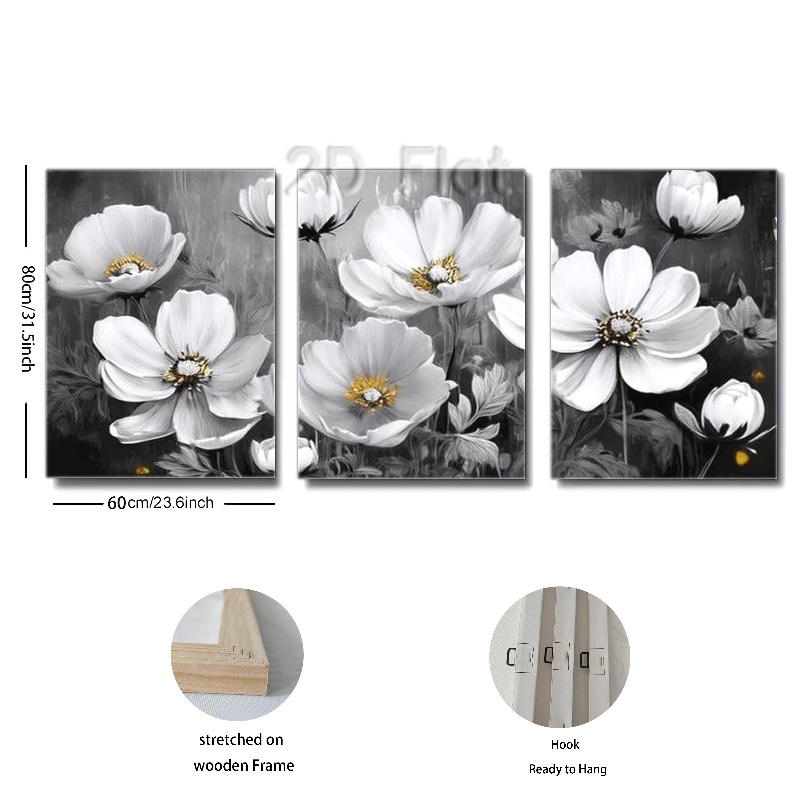 2D Flat
80cm/31.5inch
60cm/23.6inch
stretched on
wooden Frame
Hook
Ready to Hang